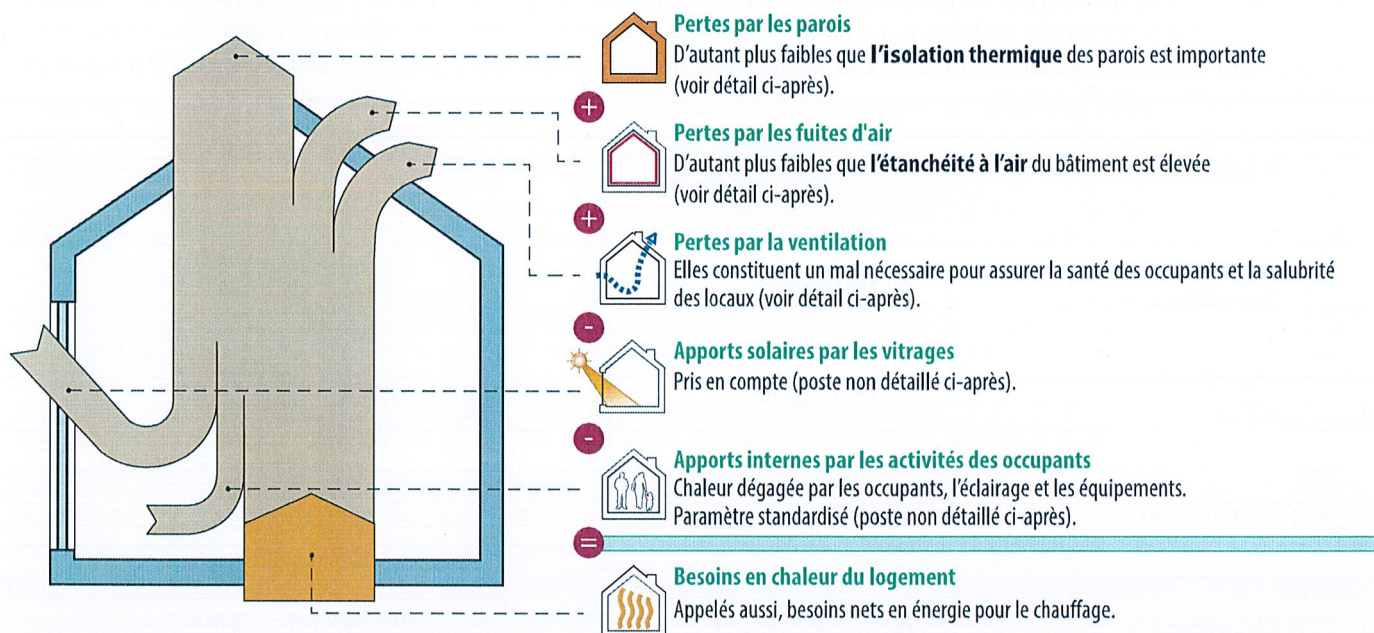 Pertes par les parois
D'autant plus faibles que l'isolation thermique des parois est importante
(voir détail ci-après).
+
Pertes par les fuites d'air
D'autant plus faibles que l'étanchéité à l'air du bâtiment est élevée
(voir détail ci-après).
+
Pertes par la ventilation
Elles constituent un mal nécessaire pour assurer la santé des occupants et la salubrité
des locaux (voir détail ci-après).
-
Apports solaires par les vitrages
Pris en compte (poste non détaillé ci-après).
-
Apports internes par les activités des occupants
Chaleur dégagée par les occupants, l'éclairage et les équipements.
Paramètre standardisé (poste non détaillé ci-après).
=
Besoins en chaleur du logement
Appelés aussi, besoins nets en énergie pour le chauffage.